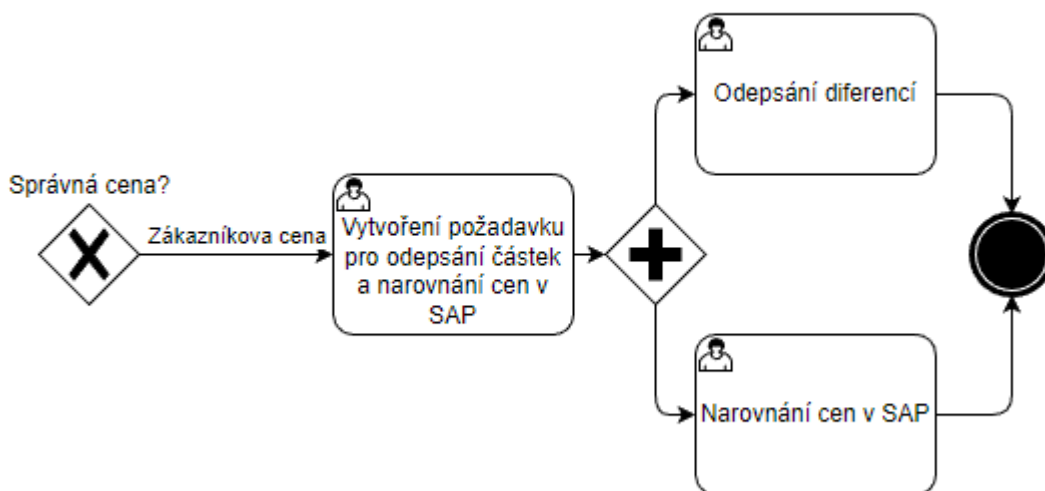 Správná cena?
Zákazníkova cena
Vytvoření požadavku
pro odepsání částek
a narovnání cen v
SAP
Odepsání diferencí
Narovnání cen v SAP